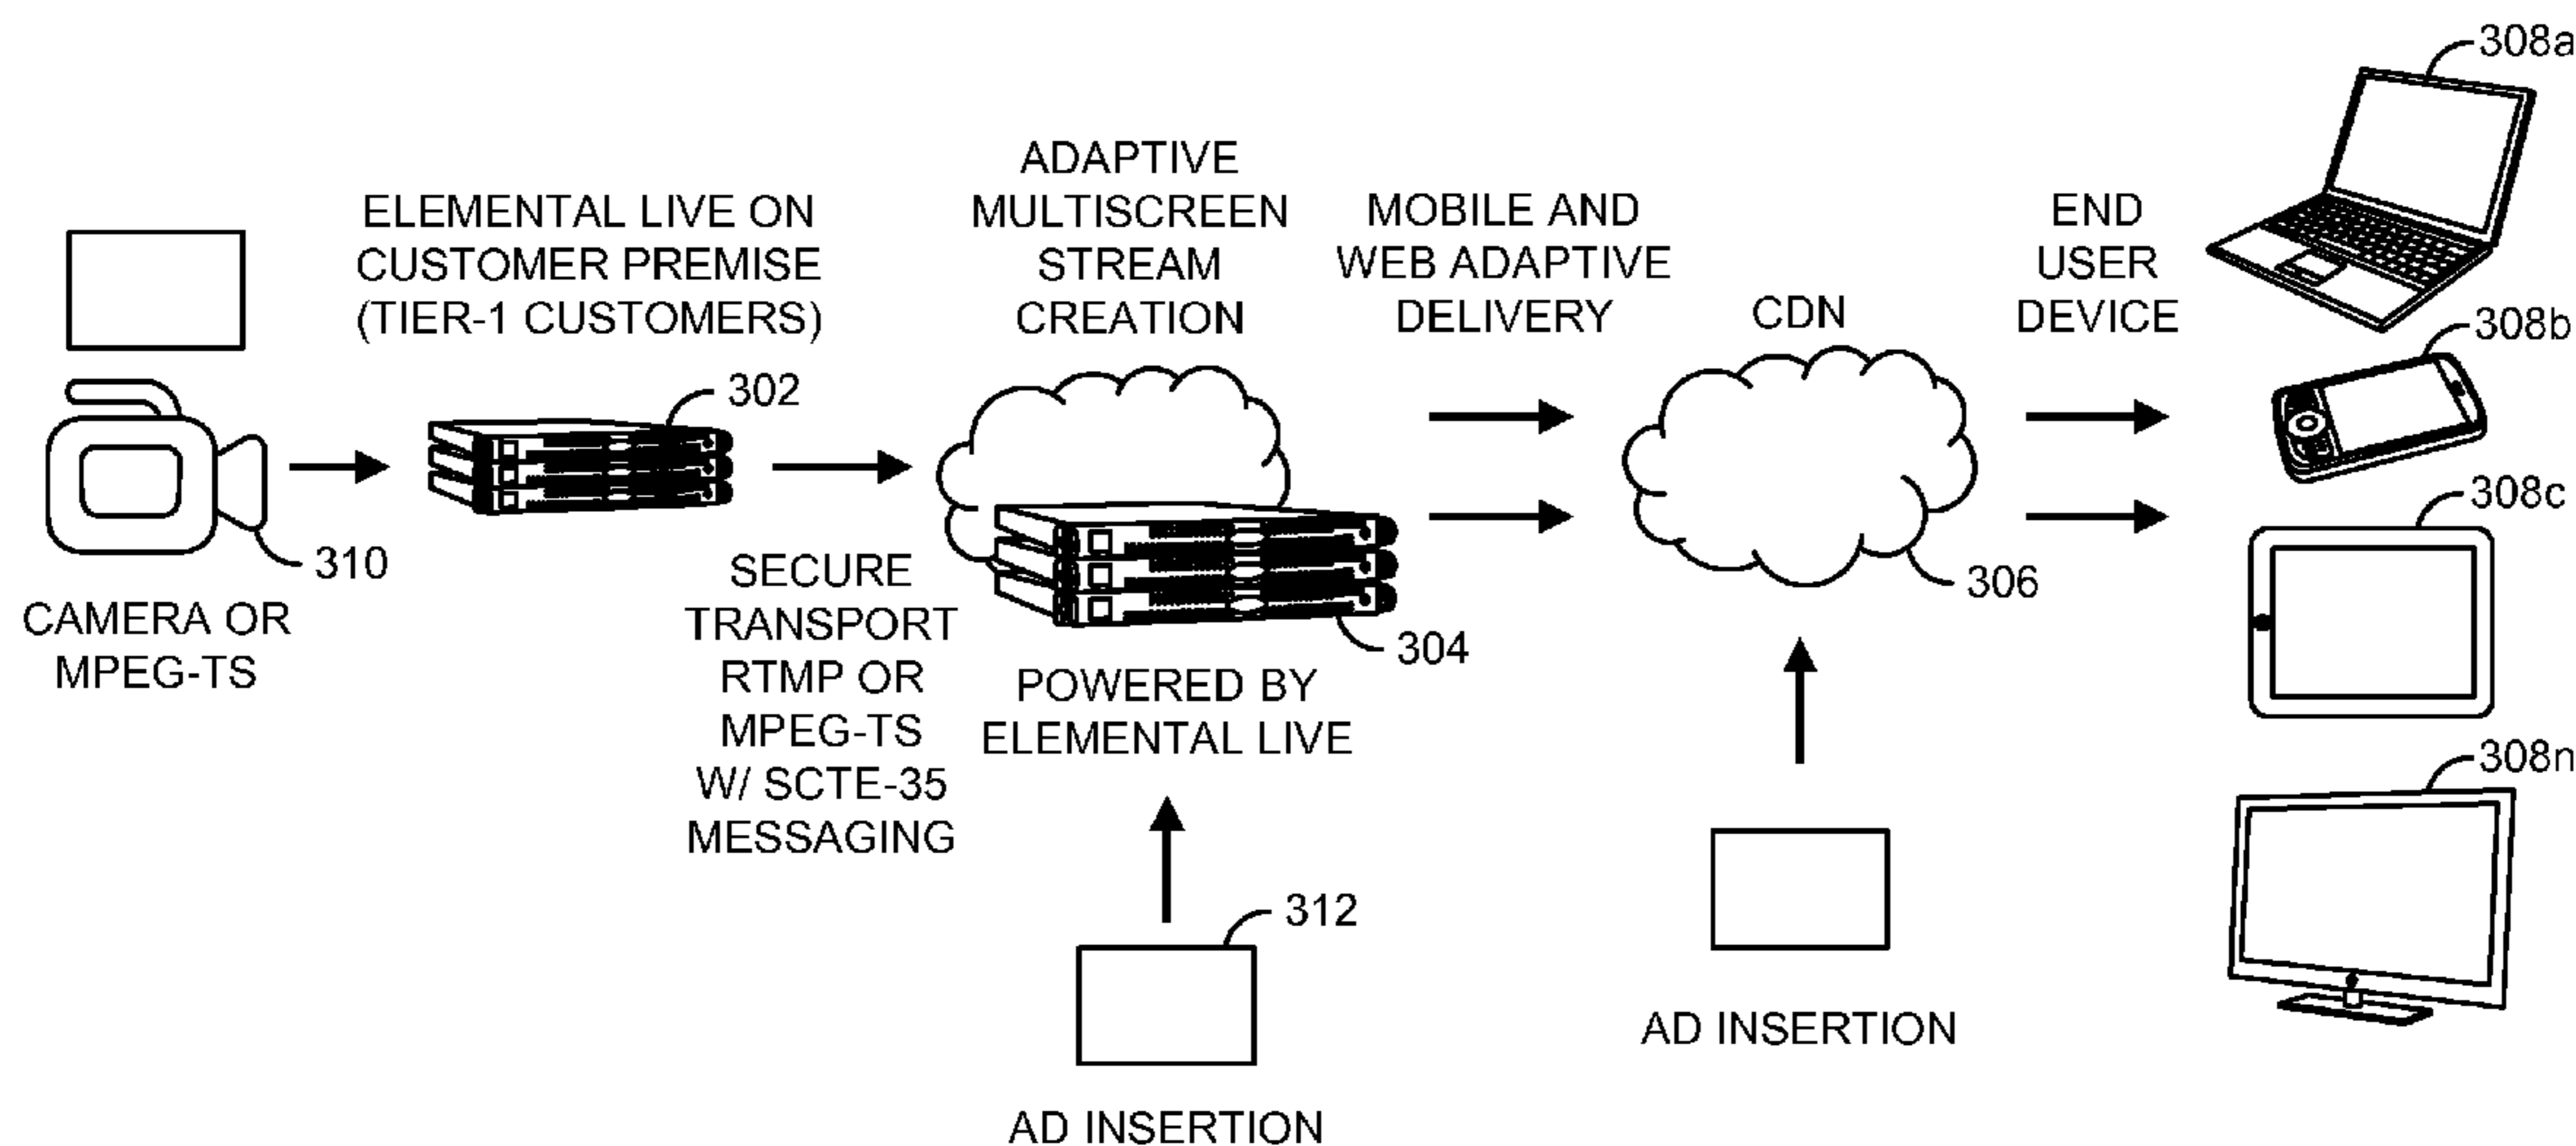 308a
ADAPTIVE
MULTISCREEN
STREAM
CREATION
ELEMENTAL LIVE ON
CUSTOMER PREMISE
(TIER-1 CUSTOMERS)
MOBILE AND
WEB ADAPTIVE
DELIVERY
END
USER
DEVICE
CDN
308b
302
308c
310
CAMERA OR
MPEG-TS
SECURE
TRANSPORT
RTMP OR
MPEG-TS
W/ SCTE-35
MESSAGING
304
POWERED BY
ELEMENTAL LIVE
306
308n
312
AD INSERTION
AD INSERTION